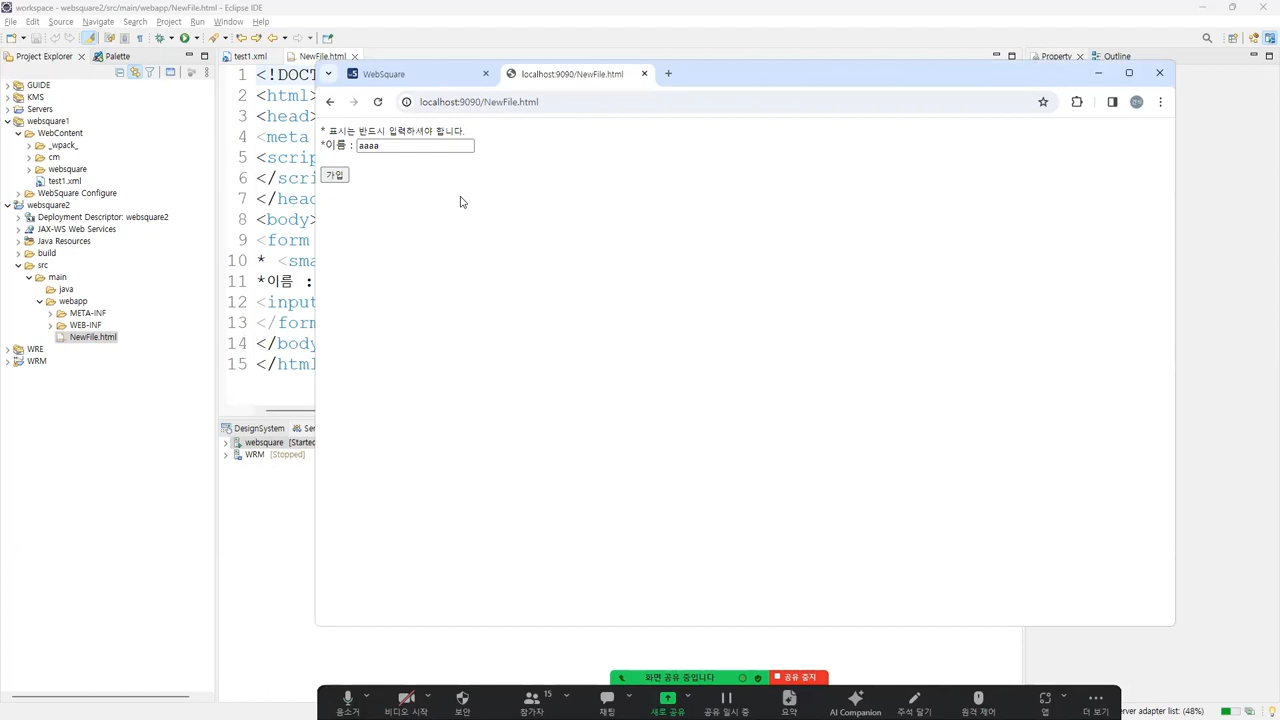 workspace - websquare2/src/main/webapp/NewFile.html - Eclipse IDE
File Edit Source Navigate Search Project Run Window Help
Project Explorer
Palette
test1.xml
NewFile.html
Property
Outline
GUIDE
KMS
Servers
websquare1
WebContent
_wpack_
cm
websquare
test1.xml
WebSquare Configure
websquare2
Deployment Descriptor: websquare2
JAX-WS Web Services
Java Resources
build
src
main
java
webapp
META-INF
WEB-INF
NewFile.html
WRE
WRM
1 <!DOCT
2 <html>
3 <head>
4 <meta
5 <scrip
6 </scri
7 </head
8 <body>
9 <form
10 * <sma
11 *이름 :
12 <input
13 </form
14 </body
15 </html
DesignSystem
Ser
websquare [Started
WRM [Stopped]
WebSquare
localhost:9090/NewFile.html
localhost:9090/NewFile.html
* 표시는 반드시 입력하셔야 합니다.
*이름 : aaaa
가입
화면 공유 중입니다
공유 중지
15
음소거
비디오 시작
보안
참가자
채팅
새로 공유
공유 일시 중
요약
AI Companion
주석 달기
원격 제어
앱
더 보기
rver adapter list: (48%)